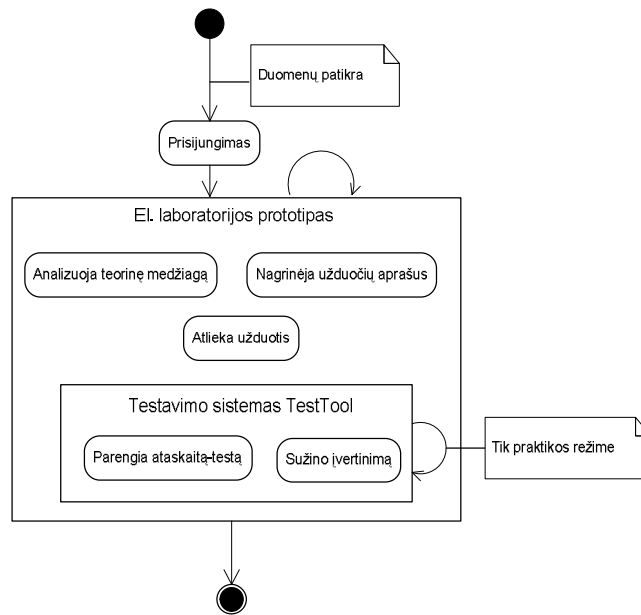 Duomenų patikra
Prisijungimas
El. laboratorijos prototipas
Analizuoja teorinę medžiagą
Nagrinėja užduočių aprašus
Atlieka užduotis
Testavimo sistemas TestTool
Parengia ataskaitą-testą
Sužino įvertinimą
Tik praktikos režime